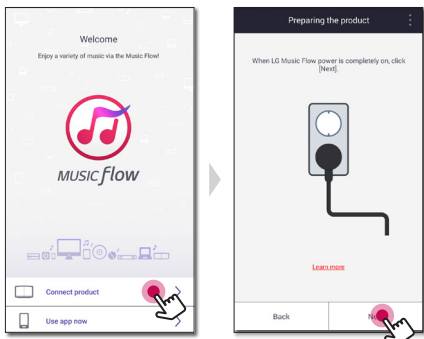 Welcome
Enjoy a variety of music via the Music Flow!
MUSIC flow
Connect product
Use app now
Preparing the product
When LG Music Flow power is completely on, click
[Next].
Learn more
Back